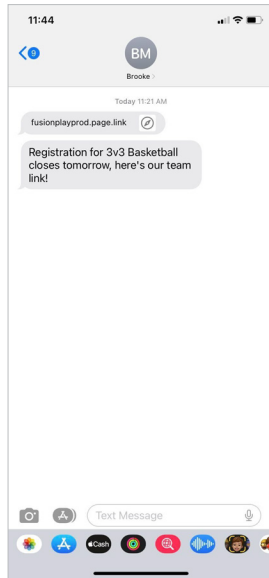 11:44
9
BM
Brooke
Today 11:21 AM
fusionplayprod.page.link
Registration for 3v3 Basketball
closes tomorrow, here's our team
link!
Text Message
Cash